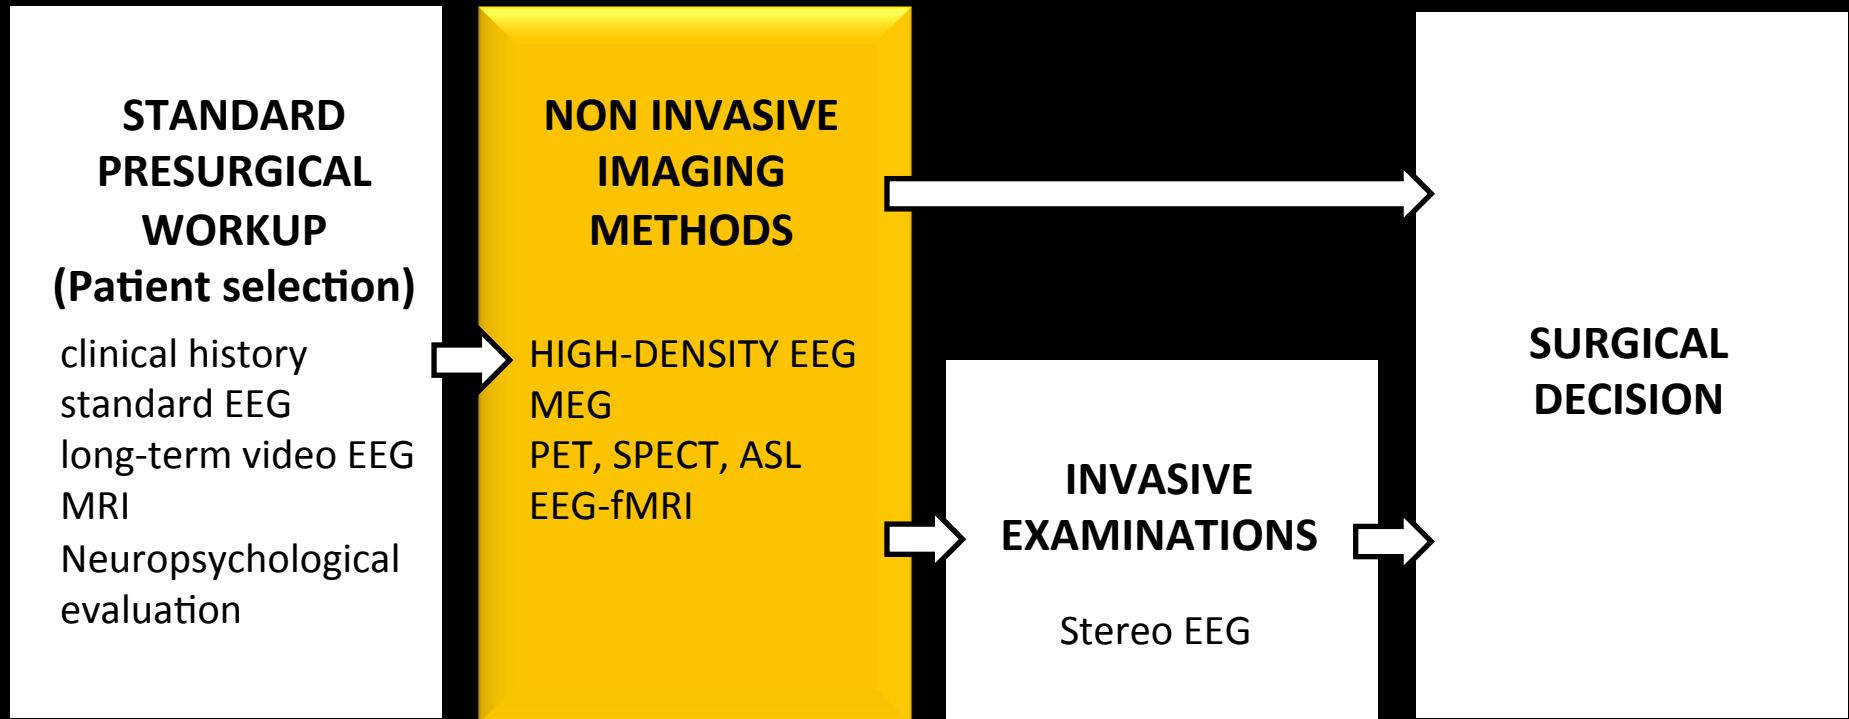 STANDARD
PRESURGICAL
WORKUP
(Patient selection)
clinical history
standard EEG
long-term video EEG
MRI
Neuropsychological
evaluation
NON INVASIVE
IMAGING
METHODS
HIGH-DENSITY EEG
MEG
PET, SPECT, ASL
EEG-fMRI
INVASIVE
EXAMINATIONS
Stereo EEG
SURGICAL
DECISION